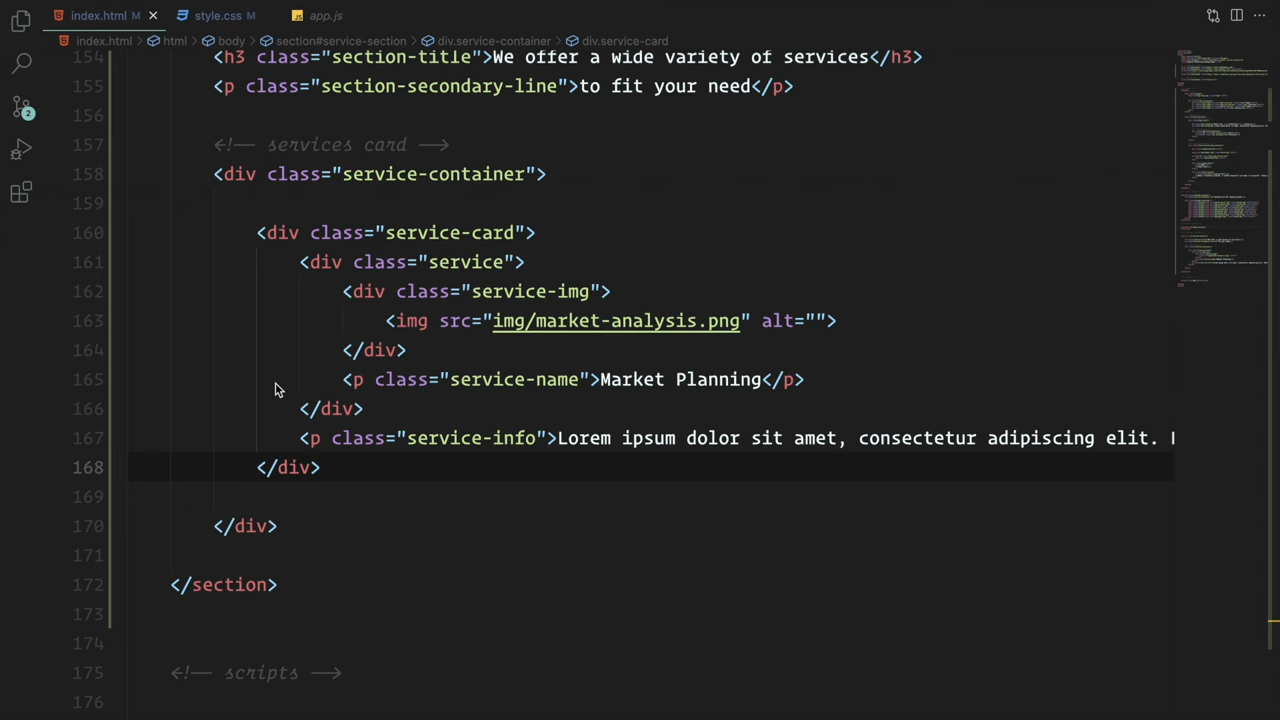 index.html M
style.css M
JS app.js
index.html > html > body > section#service-section > div.service-container > div.service-card
154 <h3 class="section-title">We offer a wide variety of services</h3>
155 <p class="section-secondary-line">to fit your need</p>
156
157 <!-- services card -->
158 <div class="service-container">
159
160 <div class="service-card">
161 <div class="service">
162 <div class="service-img">
163 <img src="img/market-analysis.png" alt="">
164 </div>
165 <p class="service-name">Market Planning</p>
166 </div>
167 <p class="service-info">Lorem ipsum dolor sit amet, consectetur adipiscing elit.
168 </div>
169
170 </div>
171
172 </section>
173
174
175 <!-- scripts -->
176
2